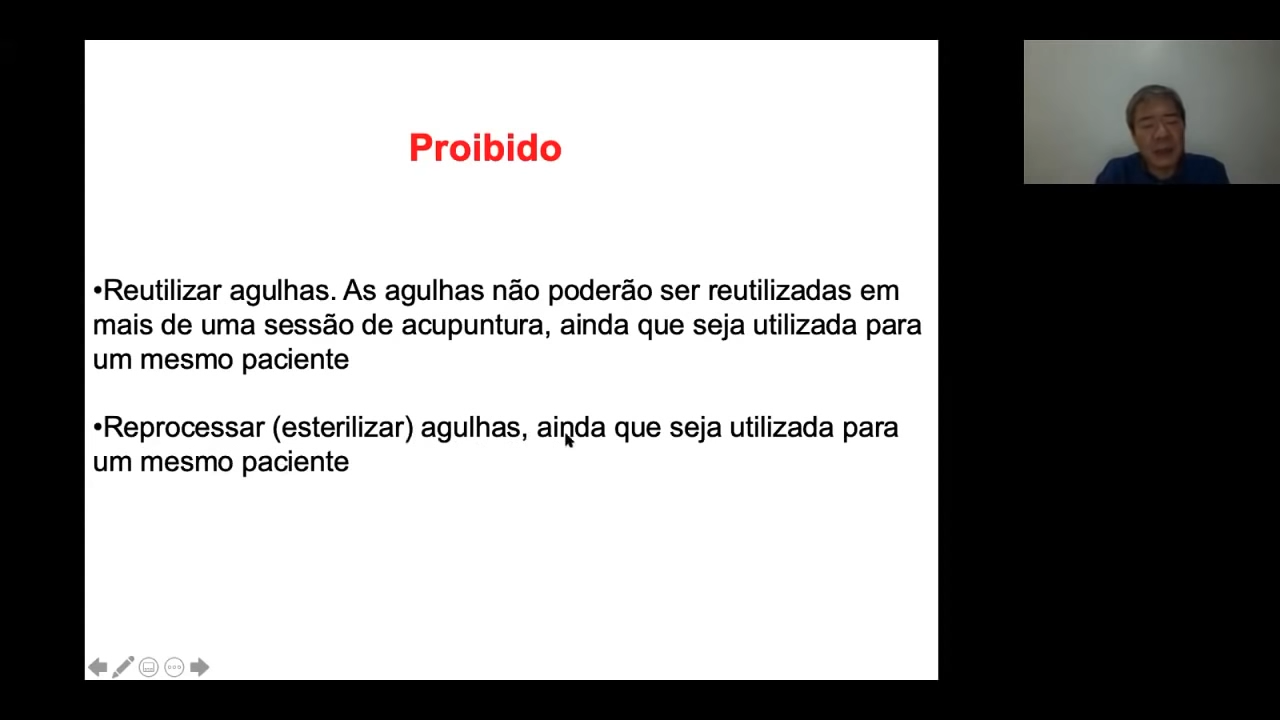 Proibido
•Reutilizar agulhas. As agulhas não poderão ser reutilizadas em
mais de uma sessão de acupuntura, ainda que seja utilizada para
um mesmo paciente
•Reprocessar (esterilizar) agulhas, ainda que seja utilizada para
um mesmo paciente